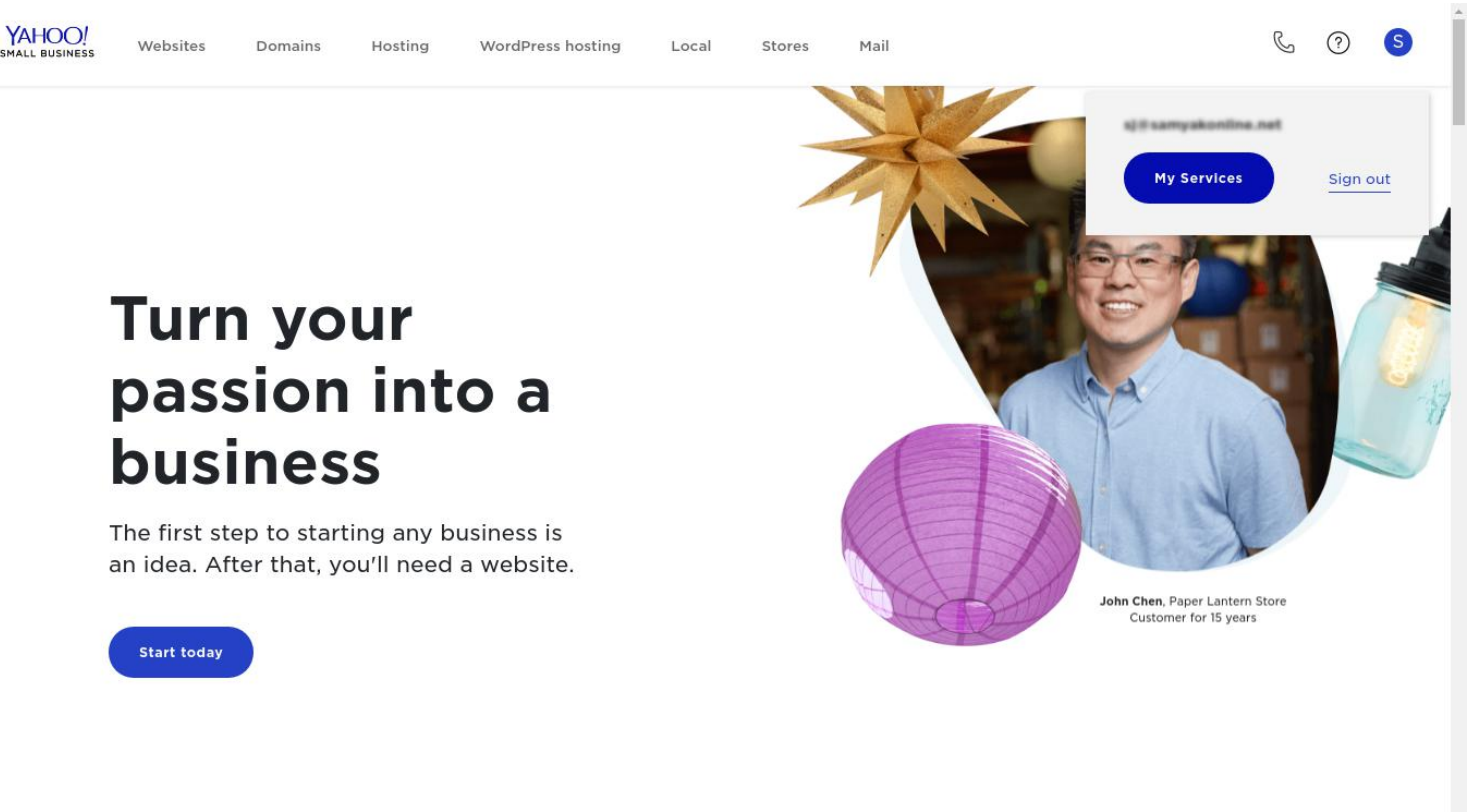 YAHOO!
SMALL BUSINESS
Websites Domains Hosting WordPress hosting Local Stores Mail
? S
My Services Sign out
Turn your
passion into a
business
The first step to starting any business is
an idea. After that, you'll need a website.
Start today
John Chen, Paper Lantern Store
Customer for 15 years